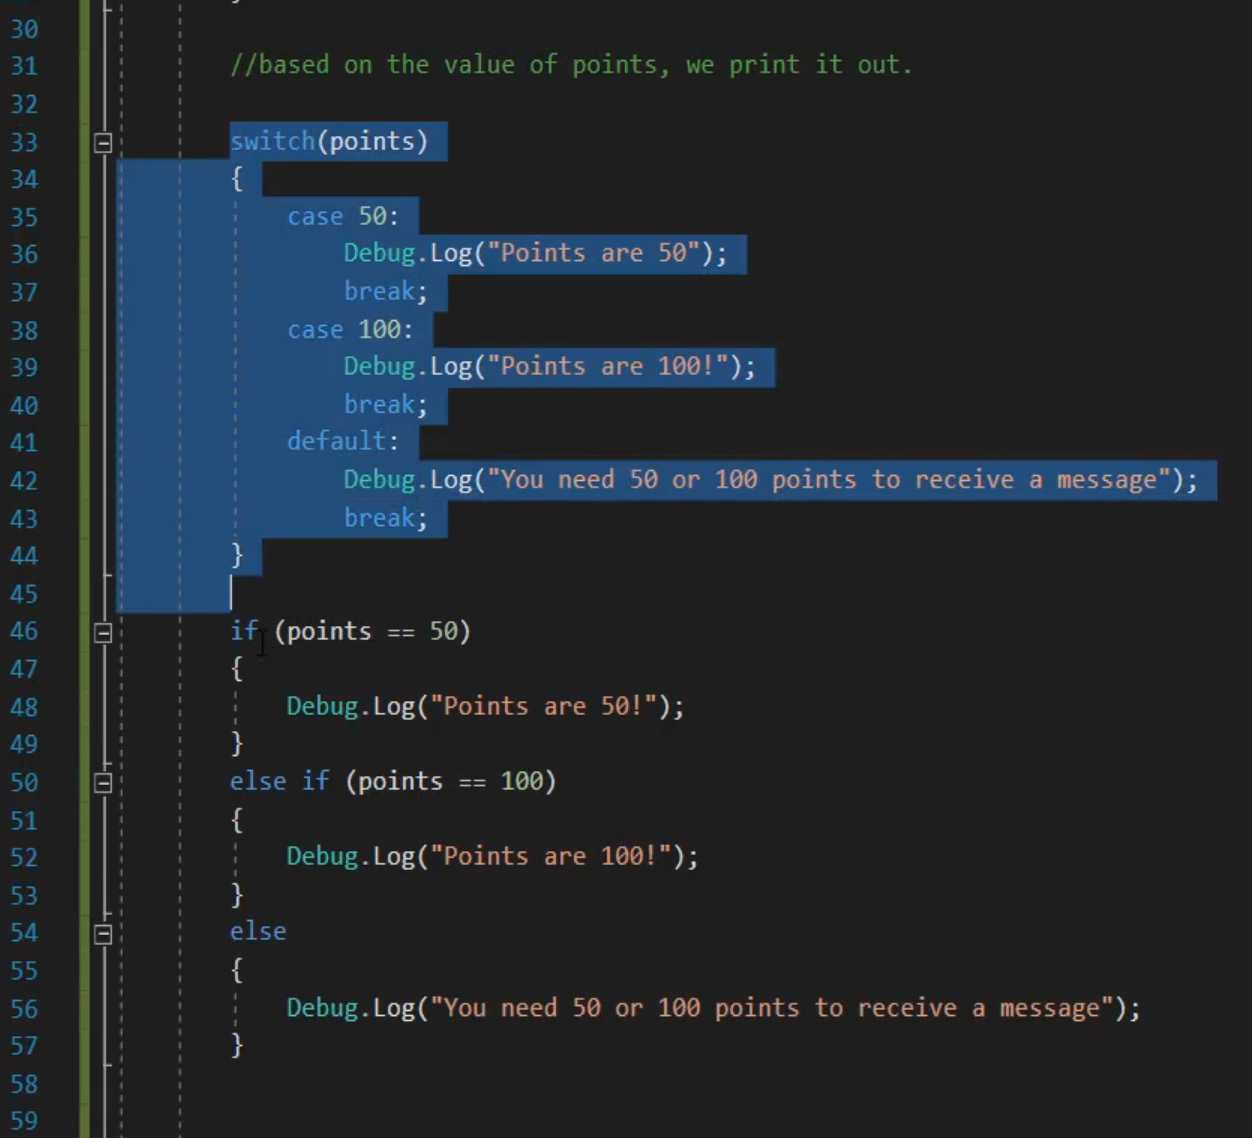 30
31 //based on the value of points, we print it out.
32
33 switch(points)
34 {
35 case 50:
36 Debug.Log("Points are 50");
37 break;
38 case 100:
39 Debug.Log("Points are 100!");
40 break;
41 default:
42 Debug.Log("You need 50 or 100 points to receive a message");
43 break;
44 }
45
46 if (points == 50)
47 {
48 Debug.Log("Points are 50!");
49 }
50 else if (points == 100)
51 {
52 Debug.Log("Points are 100!");
53 }
54 else
55 {
56 Debug.Log("You need 50 or 100 points to receive a message");
57 }
58
59